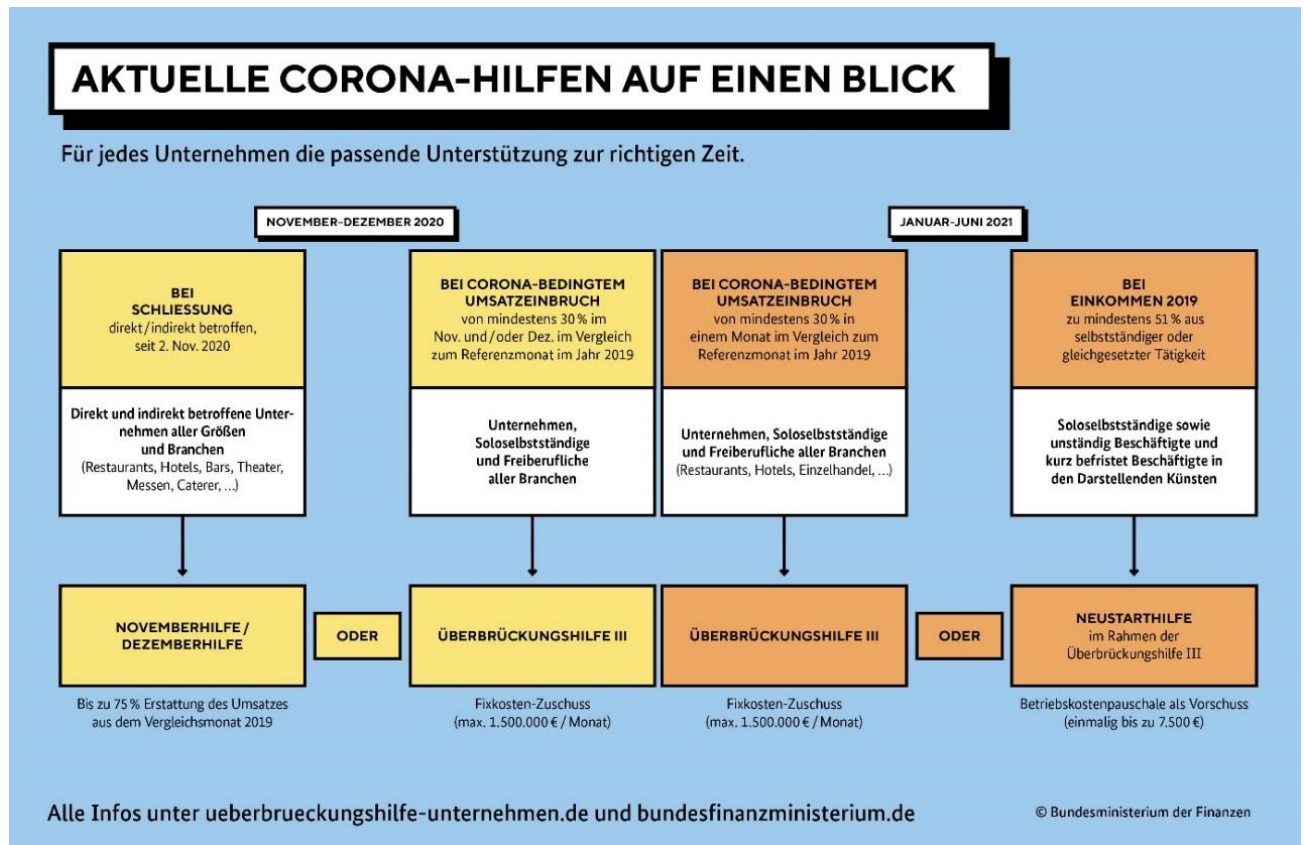 AKTUELLE CORONA-HILFEN AUF EINEN BLICK
Für jedes Unternehmen die passende Unterstützung zur richtigen Zeit.
NOVEMBER–DEZEMBER 2020
BEI
SCHLIESSUNG
direkt/indirekt betroffen,
seit 2. Nov. 2020
Direkt und indirekt betroffene Unter-
nehmen aller Größen
und Branchen
(Restaurants, Hotels, Bars, Theater,
Messen, Caterer, ...)
NOVEMBERHILFE /
DEZEMBERHILFE
Bis zu 75 % Erstattung des Umsatzes
aus dem Vergleichsmonat 2019
ODER
BEI CORONA-BEDINGTEM
UMSATZEINBRUCH
von mindestens 30 % im
Nov. und/oder Dez. im Vergleich
zum Referenzmonat im Jahr 2019
Unternehmen,
Soloselbstständige
und Freiberufliche
aller Branchen
ÜBERBRÜCKUNGSHILFE III
Fixkosten-Zuschuss
(max. 1.500.000 € / Monat)
JANUAR–JUNI 2021
BEI CORONA-BEDINGTEM
UMSATZEINBRUCH
von mindestens 30 % in
einem Monat im Vergleich zum
Referenzmonat im Jahr 2019
Unternehmen, Soloselbstständige
und Freiberufliche aller Branchen
(Restaurants, Hotels, Einzelhandel, ...)
ÜBERBRÜCKUNGSHILFE III
Fixkosten-Zuschuss
(max. 1.500.000 € / Monat)
ODER
BEI
EINKOMMEN 2019
zu mindestens 51 % aus
selbstständiger oder
gleichgesetzter Tätigkeit
Soloselbstständige sowie
unständig Beschäftigte und
kurz befristet Beschäftigte in
den Darstellenden Künsten
NEUSTARTHILFE
im Rahmen der
Überbrückungshilfe III
Betriebskostenpauschale als Vorschuss
(einmalig bis zu 7.500 €)
Alle Infos unter ueberbrueckungshilfe-unternehmen.de und bundesfinanzministerium.de
© Bundesministerium der Finanzen